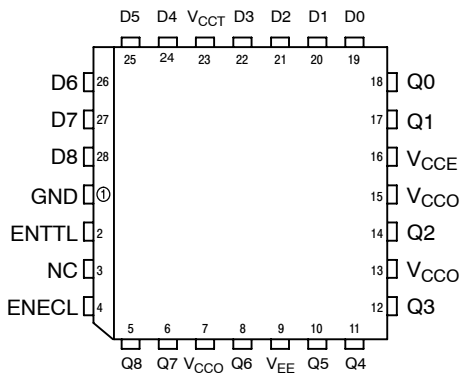 D5 D4 VCCT D3 D2 D1 D0
25 24 23 22 21 20 19
D6 26 18 Q0
D7 27 17 Q1
D8 28 16 VCCE
GND 1 15 VCCO
ENTTL 2 14 Q2
NC 3 13 VCCO
ENECL 4 12 Q3
5 6 7 8 9 10 11
Q8 Q7 VCCO Q6 VEE Q5 Q4